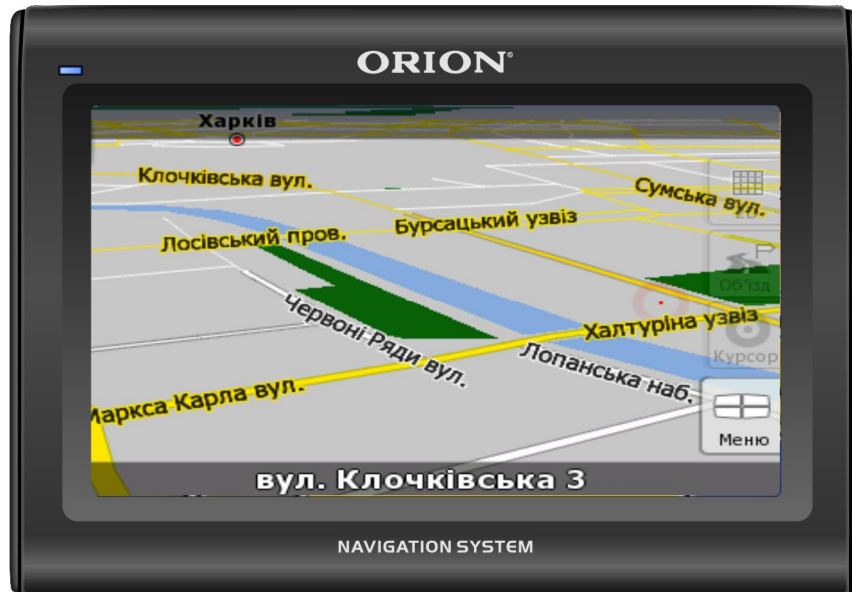 ORION®
Харків
Клочківська вул.
Сумська вул.
2D
Бурсацький узвіз
Лосівський пров.
Об'їзд
Халтуріна узвіз
Червоні Ряди вул.
Курсор
Лопанська наб.
Маркса Карла вул.
Меню
вул. Клочківська 3
NAVIGATION SYSTEM